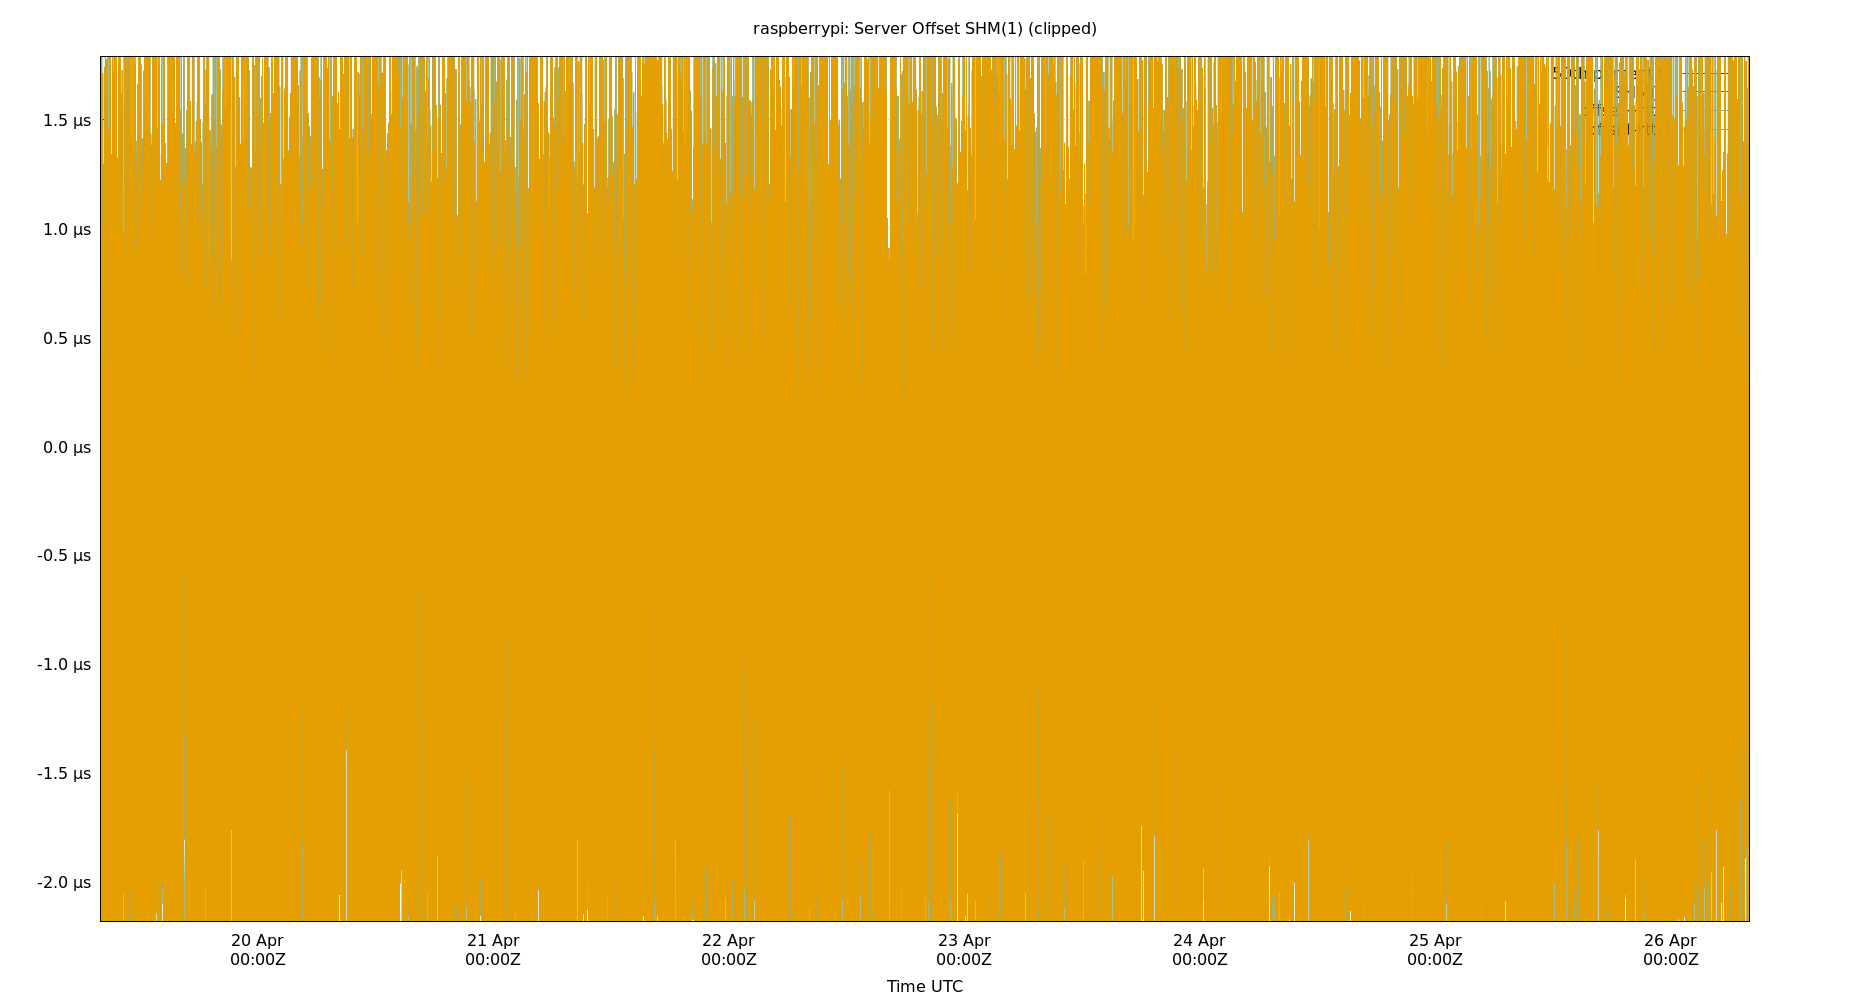 raspberrypi: Server Offset SHM(1) (clipped)
1.5 µs
1.0 µs
0.5 µs
0.0 µs
-0.5 µs
-1.0 µs
-1.5 µs
-2.0 µs
20 Apr 21 Apr 22 Apr 23 Apr 24 Apr 25 Apr 26 Apr
00:00Z 00:00Z 00:00Z 00:00Z 00:00Z 00:00Z 00:00Z
Time UTC